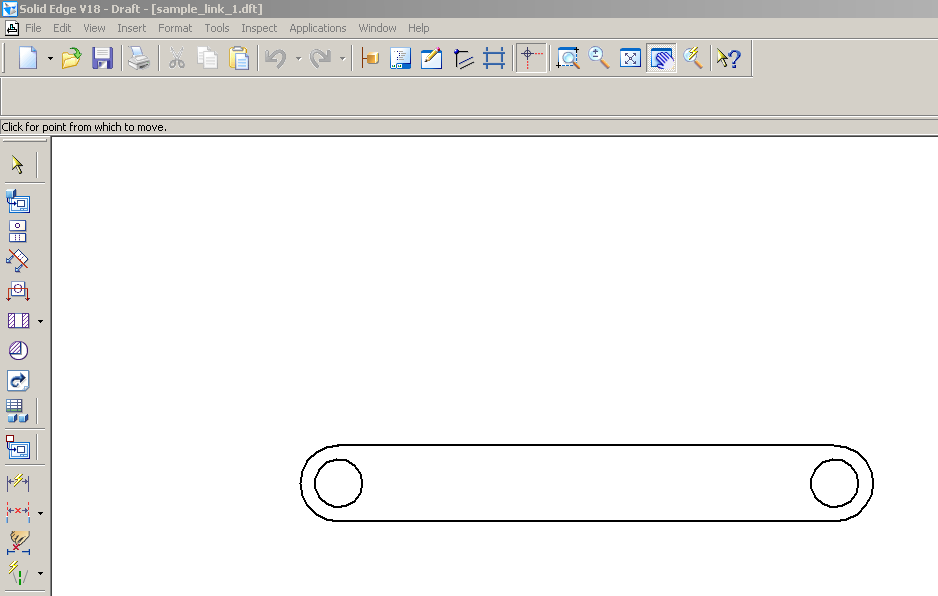 Solid Edge V18 - Draft - [sample_link_1.dft]
File Edit View Insert Format Tools Inspect Applications Window Help
Click for point from which to move.